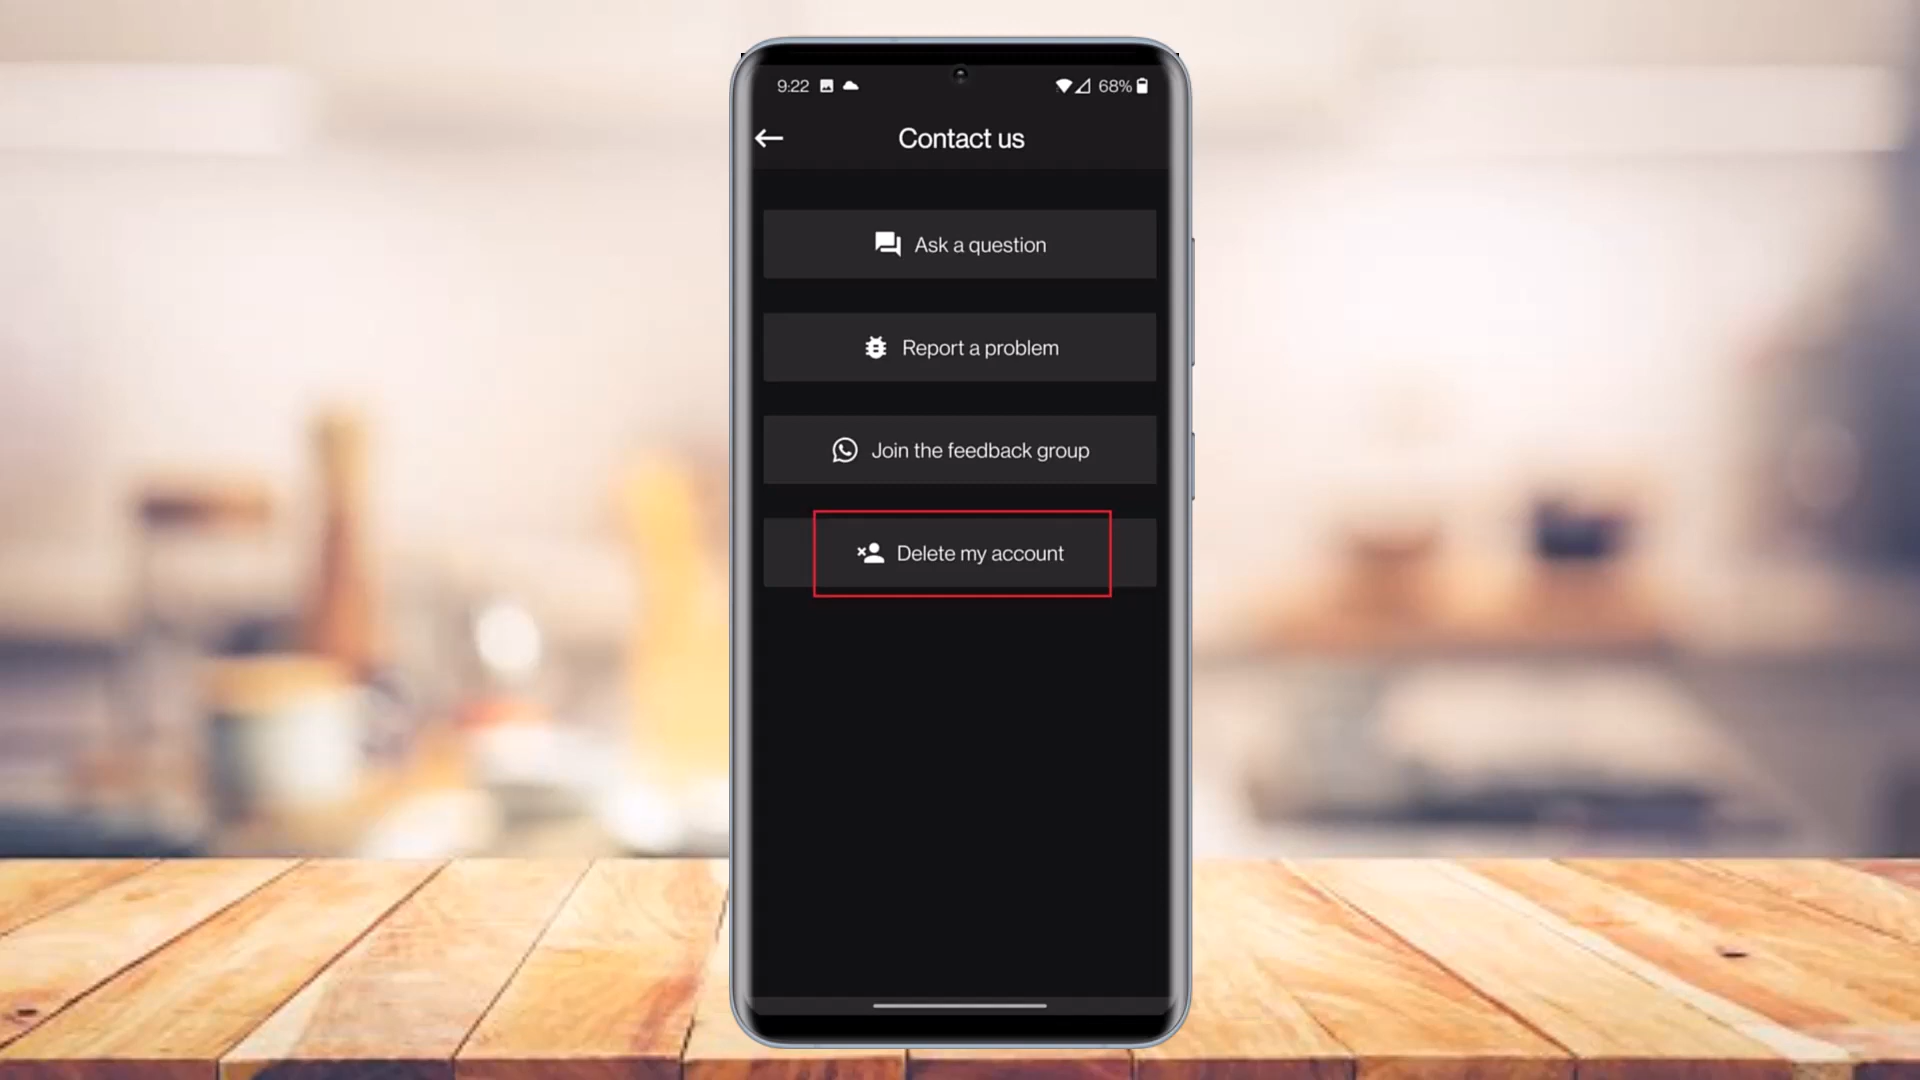 9:22 68%
Contact us
Ask a question
Report a problem
Join the feedback group
Delete my account